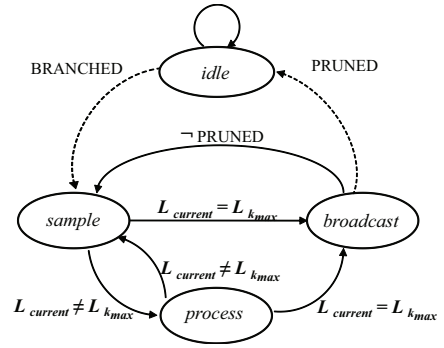 BRANCHED
idle
PRUNED
¬ PRUNED
sample
L current = L kmax
broadcast
L current ≠ L kmax
L current ≠ L kmax
process
L current = L kmax